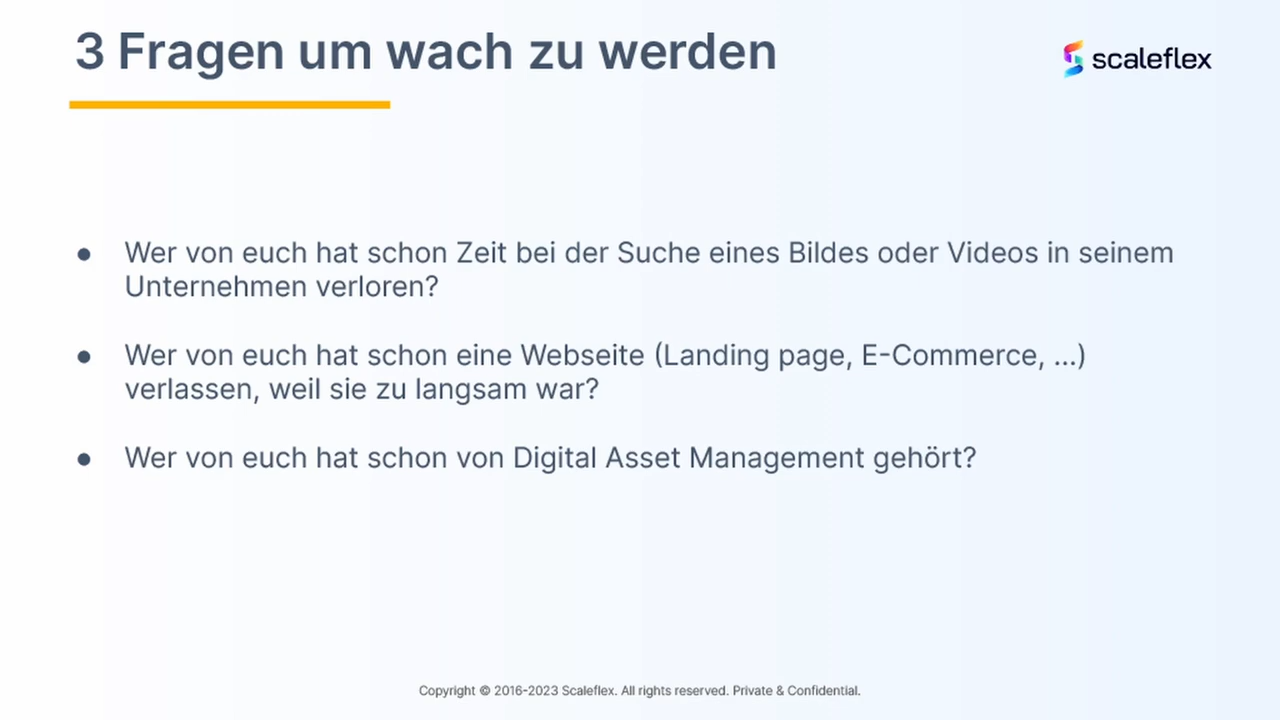 3 Fragen um wach zu werden
scaleflex
● Wer von euch hat schon Zeit bei der Suche eines Bildes oder Videos in seinem
Unternehmen verloren?
● Wer von euch hat schon eine Webseite (Landing page, E-Commerce, ...)
verlassen, weil sie zu langsam war?
● Wer von euch hat schon von Digital Asset Management gehört?
Copyright © 2016-2023 Scaleflex. All rights reserved. Private & Confidential.